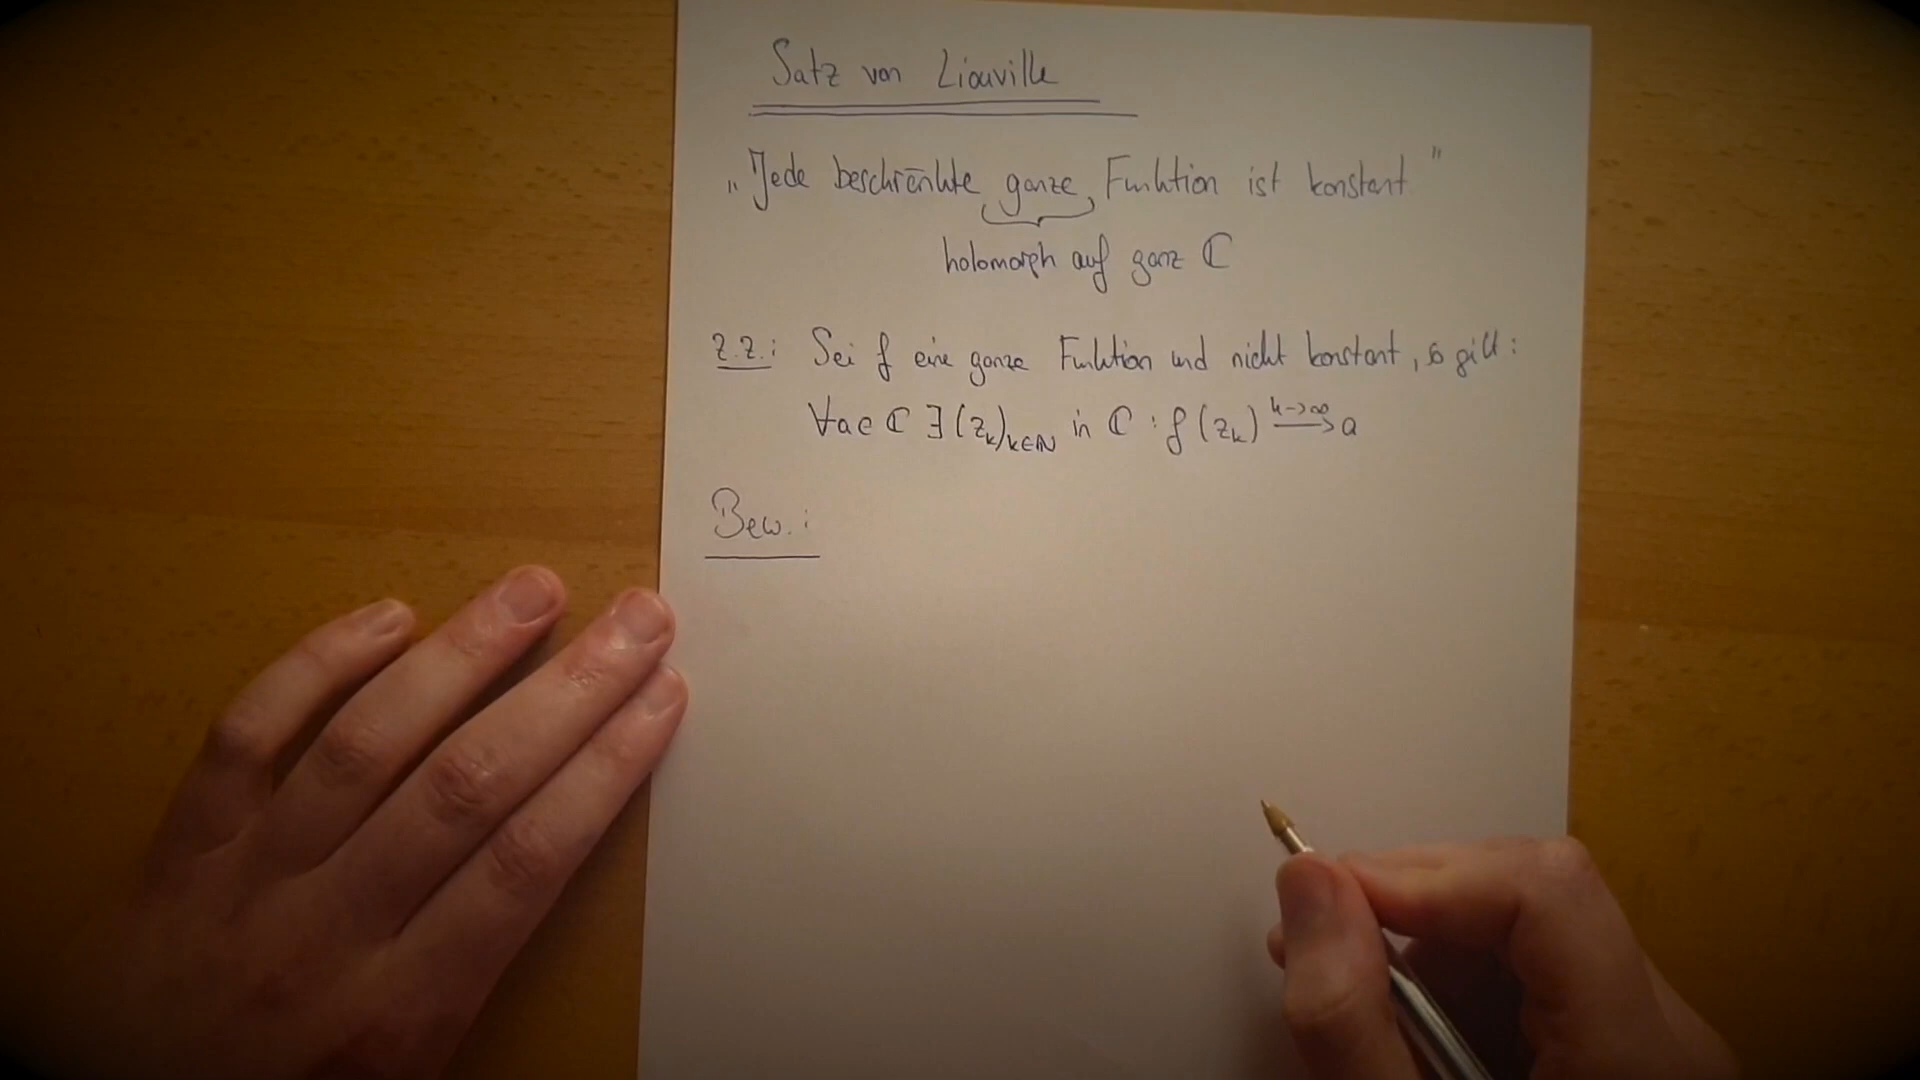 Satz von Liouville
„Jede beschränkte ganze Funktion ist konstant"
holomorph auf ganz ℂ
Z.Z.: Sei f eine ganze Funktion und nicht konstant, so gilt:
∀a∈ℂ ∃(z_k)_{k∈ℕ} in ℂ : f(z_k) \xrightarrow{k->∞} a
Bew.: